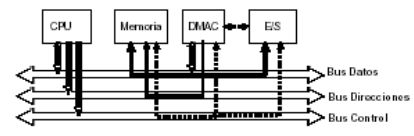 CPU
Memoria
DMAC
E/S
Bus Datos
Bus Direcciones
Bus Control